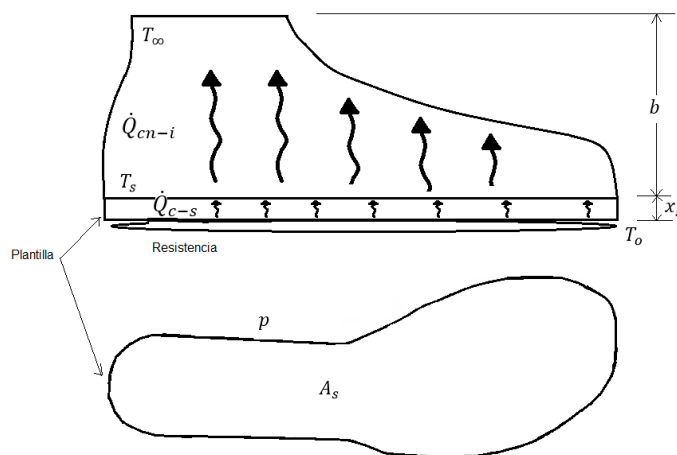 T∞
b
Q̇cn-i
Ts
Q̇c-s
x
Resistencia
To
Plantilla
p
As